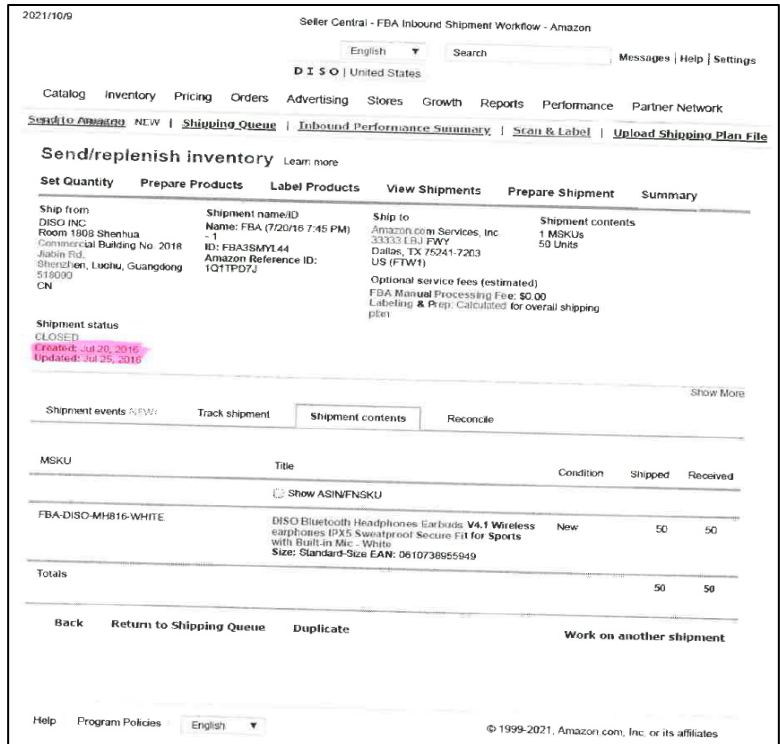 2021/10/9
Seller Central - FBA Inbound Shipment Workflow - Amazon
English ▼ Search Messages | Help | Settings
DISO | United States
Catalog Inventory Pricing Orders Advertising Stores Growth Reports Performance Partner Network
Send to Amazon NEW | Shipping Queue | Inbound Performance Summary | Scan & Label | Upload Shipping Plan File
Send/replenish inventory Learn more
Set Quantity Prepare Products Label Products View Shipments Prepare Shipment Summary
Ship from
DISO INC
Room 1808 Shenhua
Commercial Building No. 2018
Jiabin Rd.
Shenzhen, Luohu, Guangdong
518000
CN
Shipment name/ID
Name: FBA (7/20/16 7:45 PM)
- 1
ID: FBA3SMYL44
Amazon Reference ID:
1Q1TPD7J
Ship to
Amazon.com Services, Inc
33333 LBJ FWY
Dallas, TX 75241-7203
US (FTW1)
Optional service fees (estimated)
FBA Manual Processing Fee: $0.00
Labeling & Prep: Calculated for overall shipping
plan
Shipment contents
1 MSKUs
50 Units
Shipment status
CLOSED
Created: Jul 20, 2016
Updated: Jul 25, 2016
Show More
Shipment events NEW! Track shipment Shipment contents Reconcile
MSKU Title Condition Shipped Received
Show ASIN/FNSKU
FBA-DISO-MH816-WHITE
DISO Bluetooth Headphones Earbuds V4.1 Wireless
earphones IPX5 Sweatproof Secure Fit for Sports
with Built-in Mic - White
Size: Standard-Size EAN: 0610738955949
New 50 50
Totals 50 50
Back Return to Shipping Queue Duplicate Work on another shipment
Help Program Policies English ▼ © 1999-2021, Amazon.com, Inc. or its affiliates